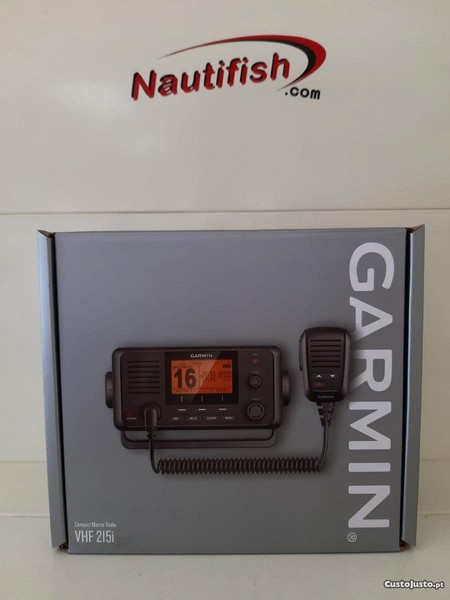 Nautifish
.com
GARMIN®
GARMIN
16
Compact Marine Radio
VHF 215i
CustoJusto.pt